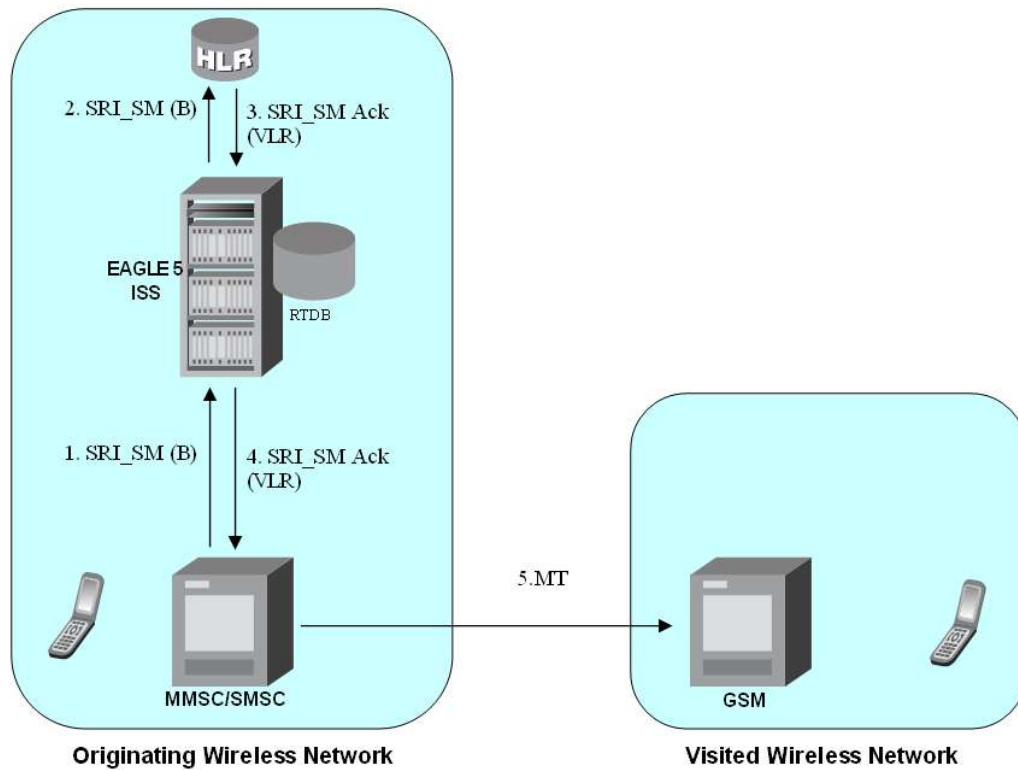 HLR
2. SRI_SM (B)
3. SRI_SM Ack
(VLR)
EAGLE 5
ISS
RTDB
1. SRI_SM (B)
4. SRI_SM Ack
(VLR)
5.MT
MMSC/SMSC
GSM
Originating Wireless Network
Visited Wireless Network